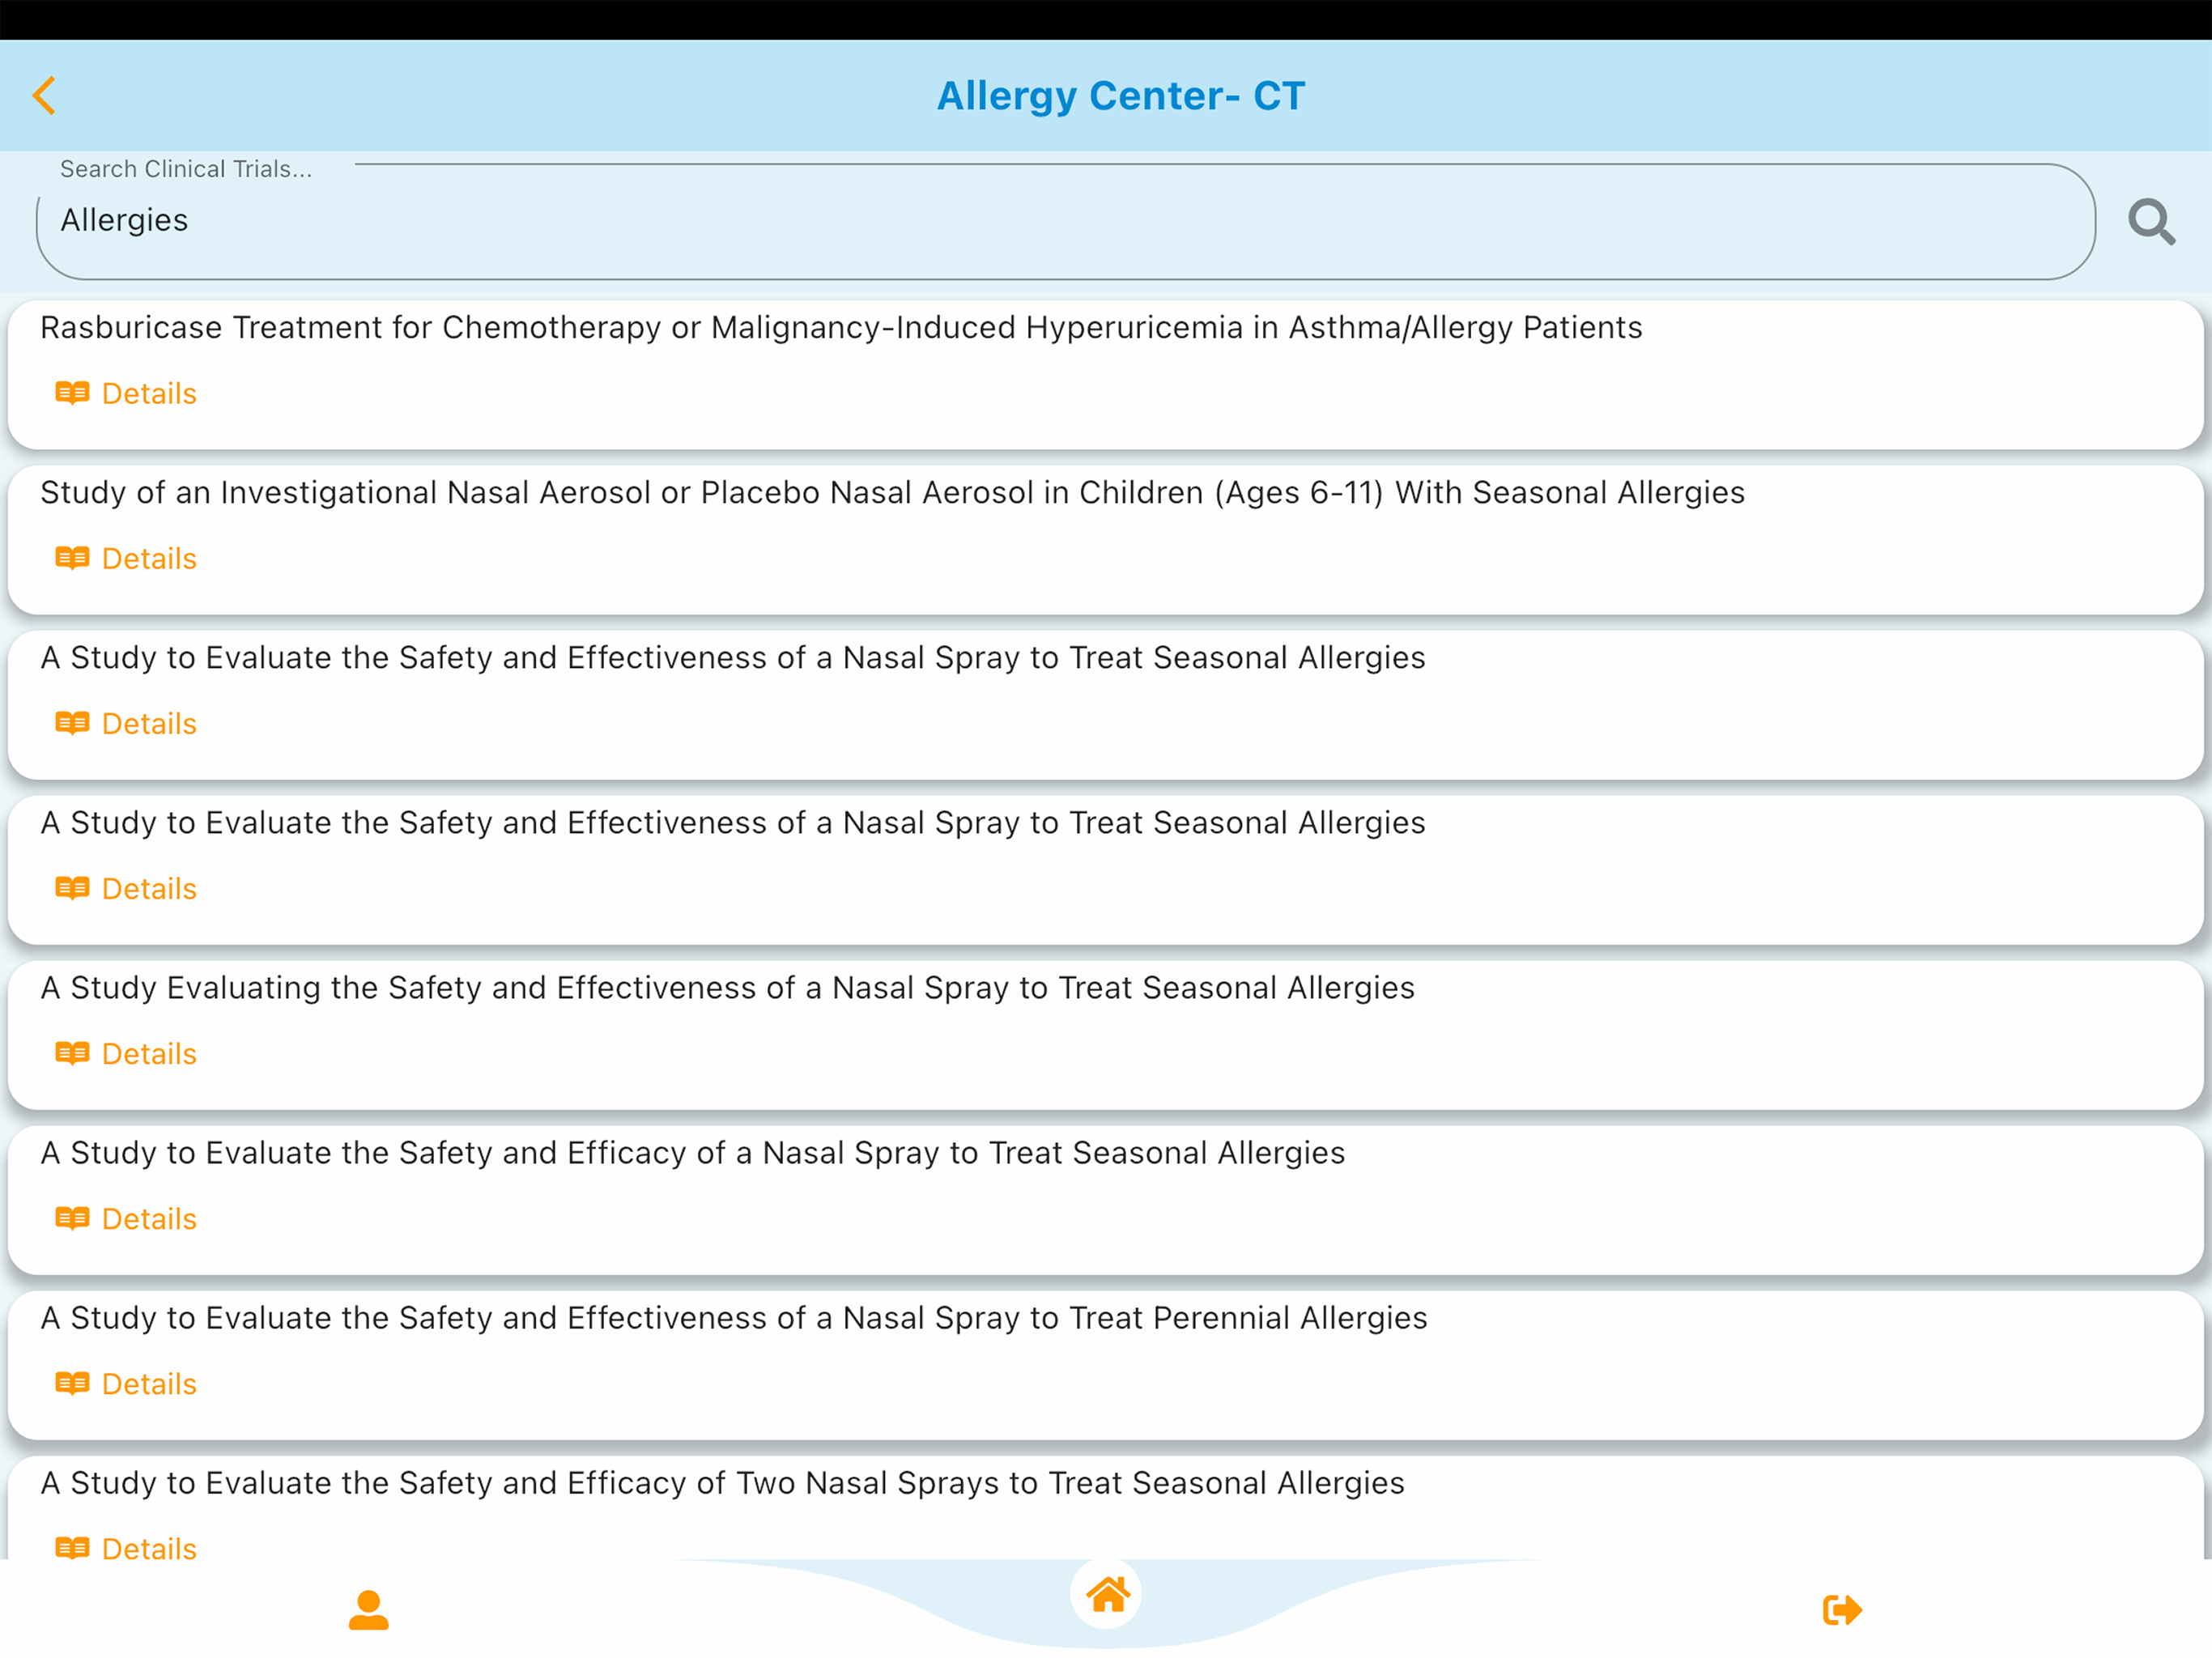 Allergy Center- CT
Search Clinical Trials...
Allergies
Rasburicase Treatment for Chemotherapy or Malignancy-Induced Hyperuricemia in Asthma/Allergy Patients
Details
Study of an Investigational Nasal Aerosol or Placebo Nasal Aerosol in Children (Ages 6-11) With Seasonal Allergies
Details
A Study to Evaluate the Safety and Effectiveness of a Nasal Spray to Treat Seasonal Allergies
Details
A Study to Evaluate the Safety and Effectiveness of a Nasal Spray to Treat Seasonal Allergies
Details
A Study Evaluating the Safety and Effectiveness of a Nasal Spray to Treat Seasonal Allergies
Details
A Study to Evaluate the Safety and Efficacy of a Nasal Spray to Treat Seasonal Allergies
Details
A Study to Evaluate the Safety and Effectiveness of a Nasal Spray to Treat Perennial Allergies
Details
A Study to Evaluate the Safety and Efficacy of Two Nasal Sprays to Treat Seasonal Allergies
Details